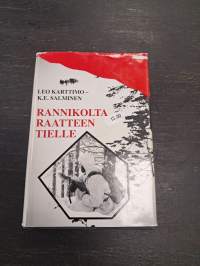 LEO KARTTIMO –
K.E. SALMINEN
RANNIKOLTA
RAATTEEN
TIELLE